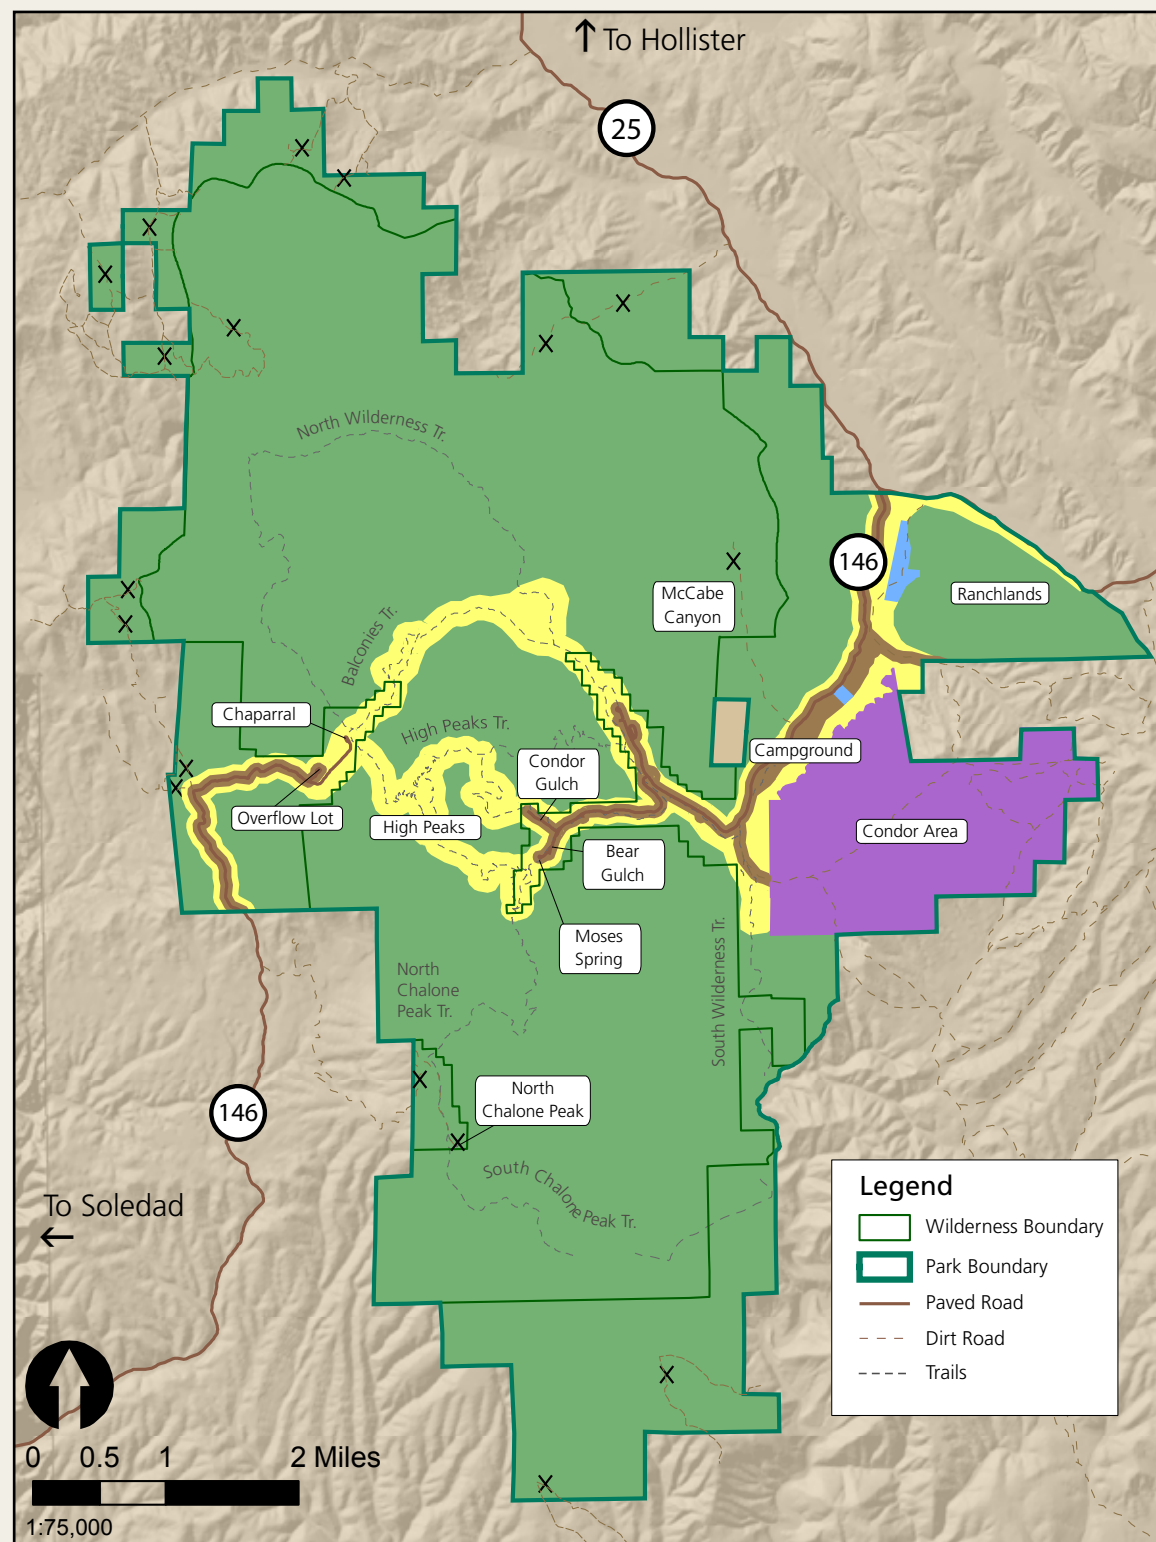 ↑ To Hollister
25
X
X
X
X
X
X
X
X
North Wilderness Tr.
146
X
McCabe
Canyon
Ranchlands
X
X
Balconies Tr.
Chaparral
High Peaks Tr.
Campground
Condor
Gulch
X
X
Overflow Lot
High Peaks
Condor Area
Bear
Gulch
Moses
Spring
South Wilderness Tr.
North
Chalone
Peak Tr.
X
North
Chalone Peak
X
146
South Chalone Peak Tr.
To Soledad
←
Legend
Wilderness Boundary
Park Boundary
Paved Road
Dirt Road
Trails
X
X
0 0.5 1 2 Miles
1:75,000